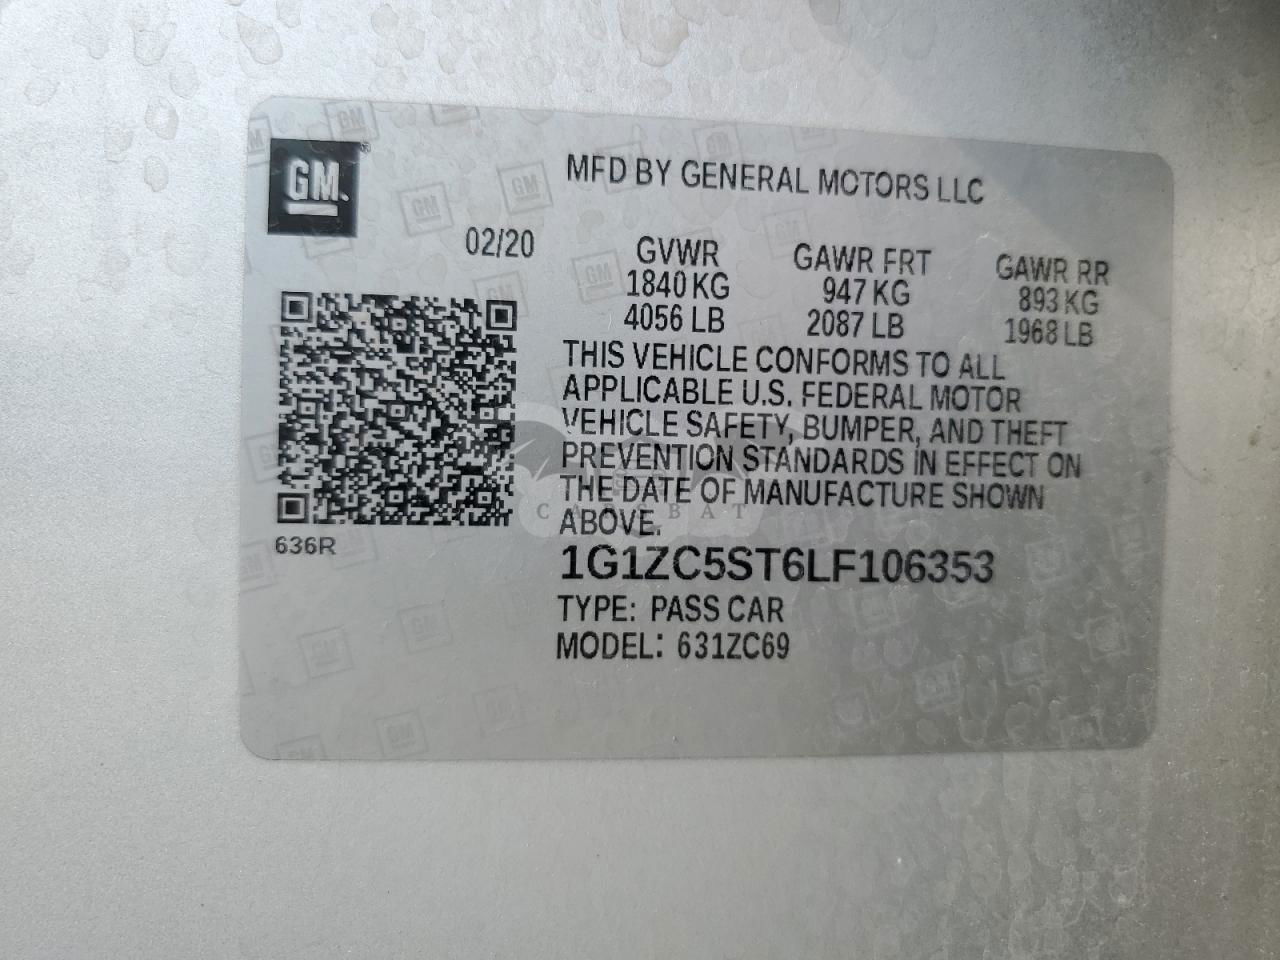 GM
®
MFD BY GENERAL MOTORS LLC
02/20
GVWR GAWR FRT GAWR RR
1840 KG 947 KG 893 KG
4056 LB 2087 LB 1968 LB
THIS VEHICLE CONFORMS TO ALL
APPLICABLE U.S. FEDERAL MOTOR
VEHICLE SAFETY, BUMPER, AND THEFT
PREVENTION STANDARDS IN EFFECT ON
THE DATE OF MANUFACTURE SHOWN
ABOVE.
636R
1G1ZC5ST6LF106353
TYPE: PASS CAR
MODEL: 631ZC69